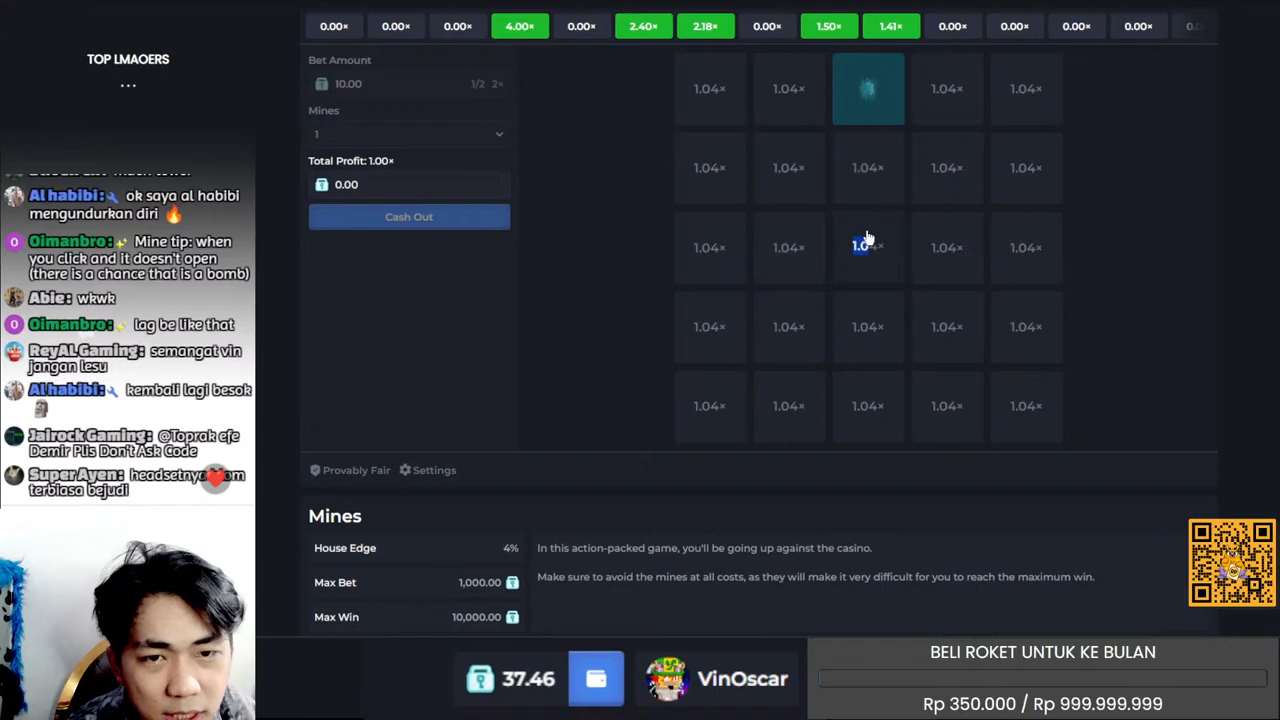 0.00×
0.00×
0.00×
4.00×
0.00×
2.40×
2.18×
0.00×
1.50×
1.41×
0.00×
0.00×
0.00×
0.00×
TOP LMAOERS
...
Al habibi: ok saya al habibi
mengundurkan diri 🔥
Oimanbro: Mine tip: when
you click and it doesn't open
(there is a chance that is a bomb)
Abie: wkwk
Oimanbro: lag be like that
ReyAL Gaming: semangat vin
jangan lesu
Al habibi: kembali lagi besok
🗿
Jairock Gaming: @Toprak efe
Demir Plis Don't Ask Code
Super Ayen:
terbiasa bejudi
Bet Amount
10.00
1/2 2×
Mines
1
Total Profit: 1.00×
0.00
Cash Out
1.04× 1.04× 1.04× 1.04×
1.04× 1.04× 1.04× 1.04× 1.04×
1.04× 1.04× 1.04× 1.04× 1.04×
1.04× 1.04× 1.04× 1.04× 1.04×
1.04× 1.04× 1.04× 1.04× 1.04×
Provably Fair Settings
Mines
House Edge 4%
Max Bet 1,000.00
Max Win 10,000.00
In this action-packed game, you'll be going up against the casino.
Make sure to avoid the mines at all costs, as they will make it very difficult for you to reach the maximum win.
37.46
VinOscar
BELI ROKET UNTUK KE BULAN
Rp 350.000 / Rp 999.999.999